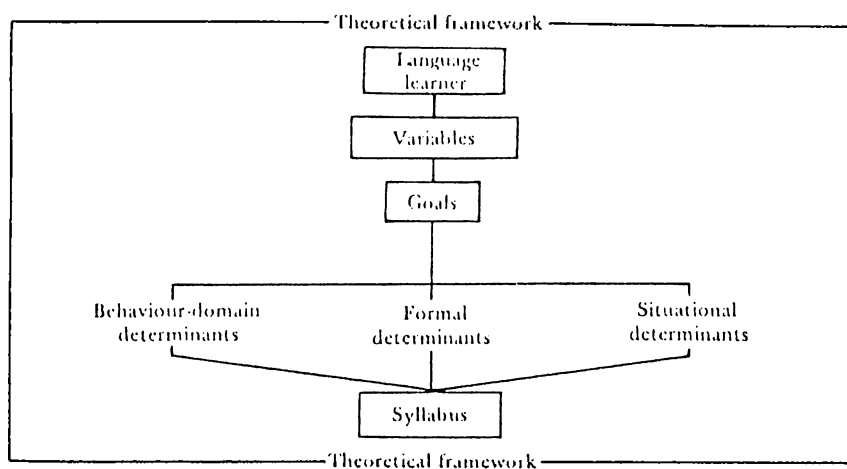 Theoretical framework
Language
learner
Variables
Goals
Behaviour-domain
determinants
Formal
determinants
Situational
determinants
Syllabus
Theoretical framework